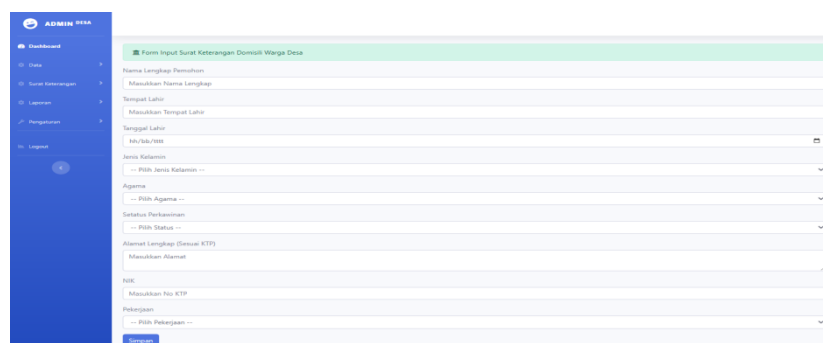 ADMIN DESA
Dashboard
Data
Surat Keterangan
Laporan
Pengaturan
Logout
Form Input Surat Keterangan Domisili Warga Desa
Nama Lengkap Pemohon
Masukkan Nama Lengkap
Tempat Lahir
Masukkan Tempat Lahir
Tanggal Lahir
hh/bb/tttt
Jenis Kelamin
-- Pilih Jenis Kelamin --
Agama
-- Pilih Agama --
Setatus Perkawinan
-- Pilih Status --
Alamat Lengkap (Sesuai KTP)
Masukkan Alamat
NIK
Masukkan No KTP
Pekerjaan
-- Pilih Pekerjaan --
Simpan